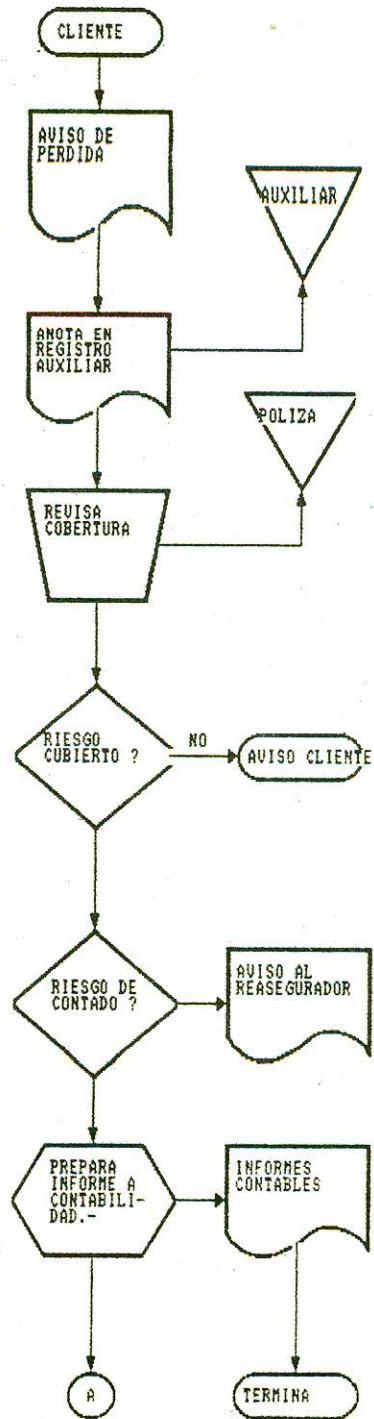 CLIENTE
AVISO DE
PERDIDA
AUXILIAR
ANOTA EN
REGISTRO
AUXILIAR
POLIZA
REVISA
COBERTURA
RIESGO
CUBIERTO ?
NO
AVISO CLIENTE
RIESGO DE
CONTADO ?
AVISO AL
REASEGURADOR
PREPARA
INFORME A
CONTABILI-
DAD.-
INFORMES
CONTABLES
A
TERMINA